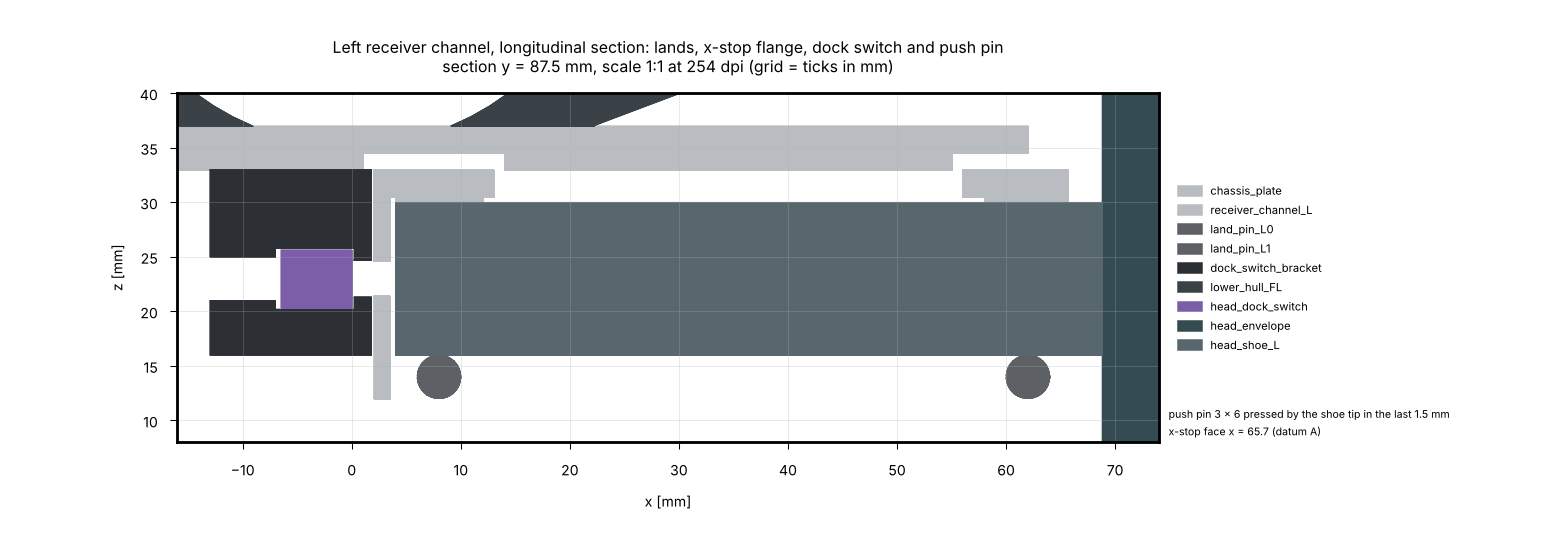 Left receiver channel, longitudinal section: lands, x-stop flange, dock switch and push pin
section y = 87.5 mm, scale 1:1 at 254 dpi (grid = ticks in mm)
40
35
30
25
20
15
10
z [mm]
−10
0
10
20
30
40
50
60
70
x [mm]
chassis_plate
receiver_channel_L
land_pin_L0
land_pin_L1
dock_switch_bracket
lower_hull_FL
head_dock_switch
head_envelope
head_shoe_L
push pin 3 × 6 pressed by the shoe tip in the last 1.5 mm
x-stop face x = 65.7 (datum A)